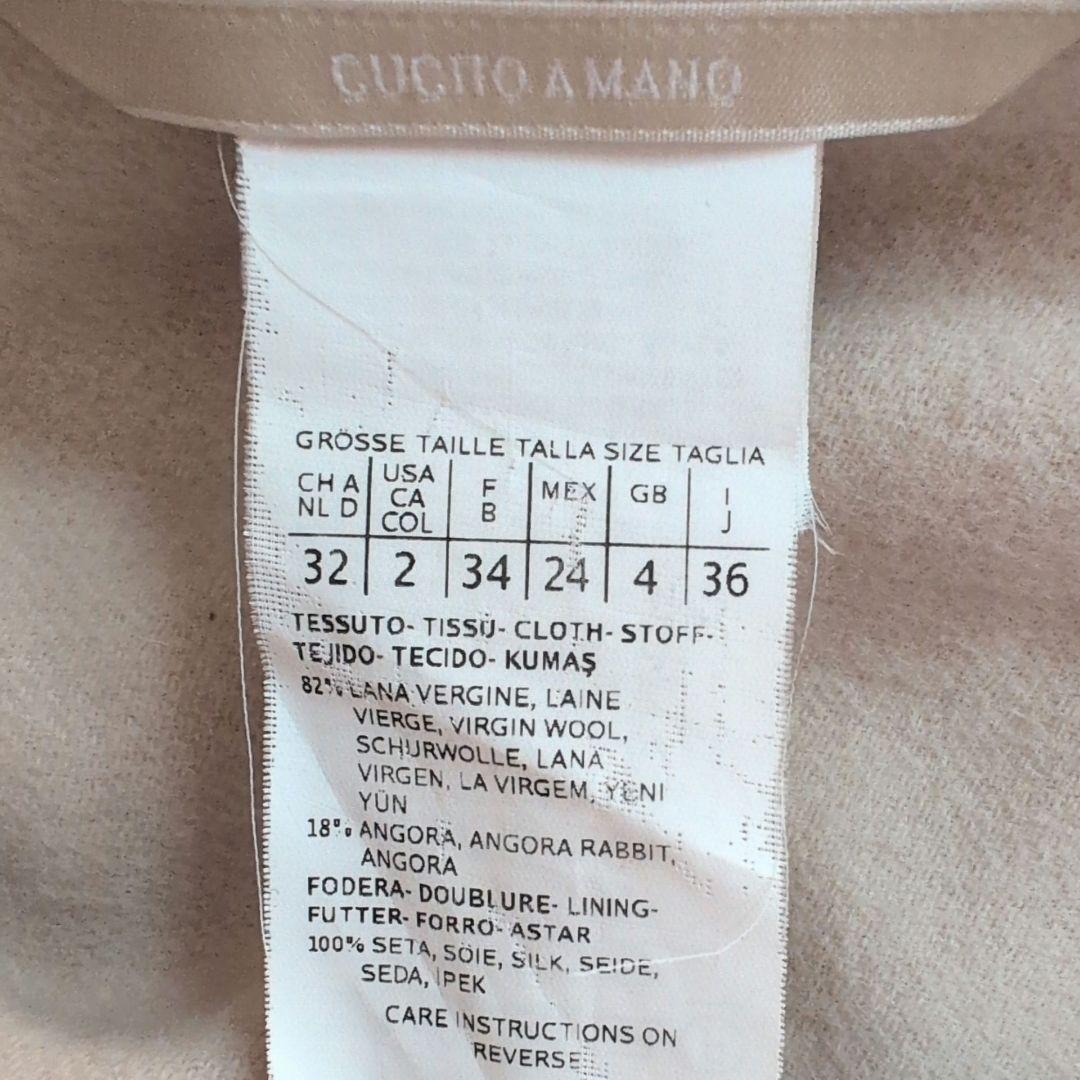 CUCITO A MANO
GRÖSSE TAILLE TALLA SIZE TAGLIA
CH A NL D | USA CA COL | F B | MEX | GB | I J
32 | 2 | 34 | 24 | 4 | 36
TESSUTO- TISSU- CLOTH- STOFF-
TEJIDO- TECIDO- KUMAŞ
82% LANA VERGINE, LAINE
VIERGE, VIRGIN WOOL,
SCHURWOLLE, LANA
VIRGEN, LA VIRGEM, YENI
YÜN
18% ANGORA, ANGORA RABBIT,
ANGORA
FODERA- DOUBLURE- LINING-
FUTTER- FORRO- ASTAR
100% SETA, SOIE, SILK, SEIDE,
SEDA, IPEK
CARE INSTRUCTIONS ON
REVERSE